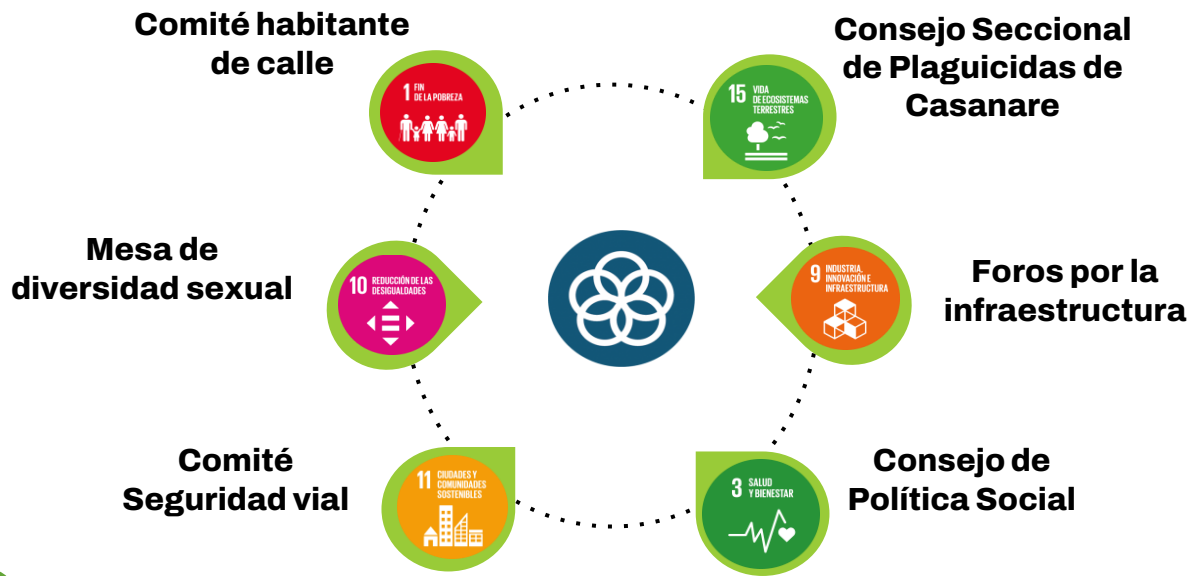 Comité habitante
de calle
1 FIN
DE LA POBREZA
Consejo Seccional
de Plaguicidas de
Casanare
15 VIDA
DE ECOSISTEMAS
TERRESTRES
Mesa de
diversidad sexual
10 REDUCCIÓN DE LAS
DESIGUALDADES
9 INDUSTRIA,
INNOVACIÓN E
INFRAESTRUCTURA
Foros por la
infraestructura
Comité
Seguridad vial
11 CIUDADES Y
COMUNIDADES
SOSTENIBLES
3 SALUD
Y BIENESTAR
Consejo de
Política Social